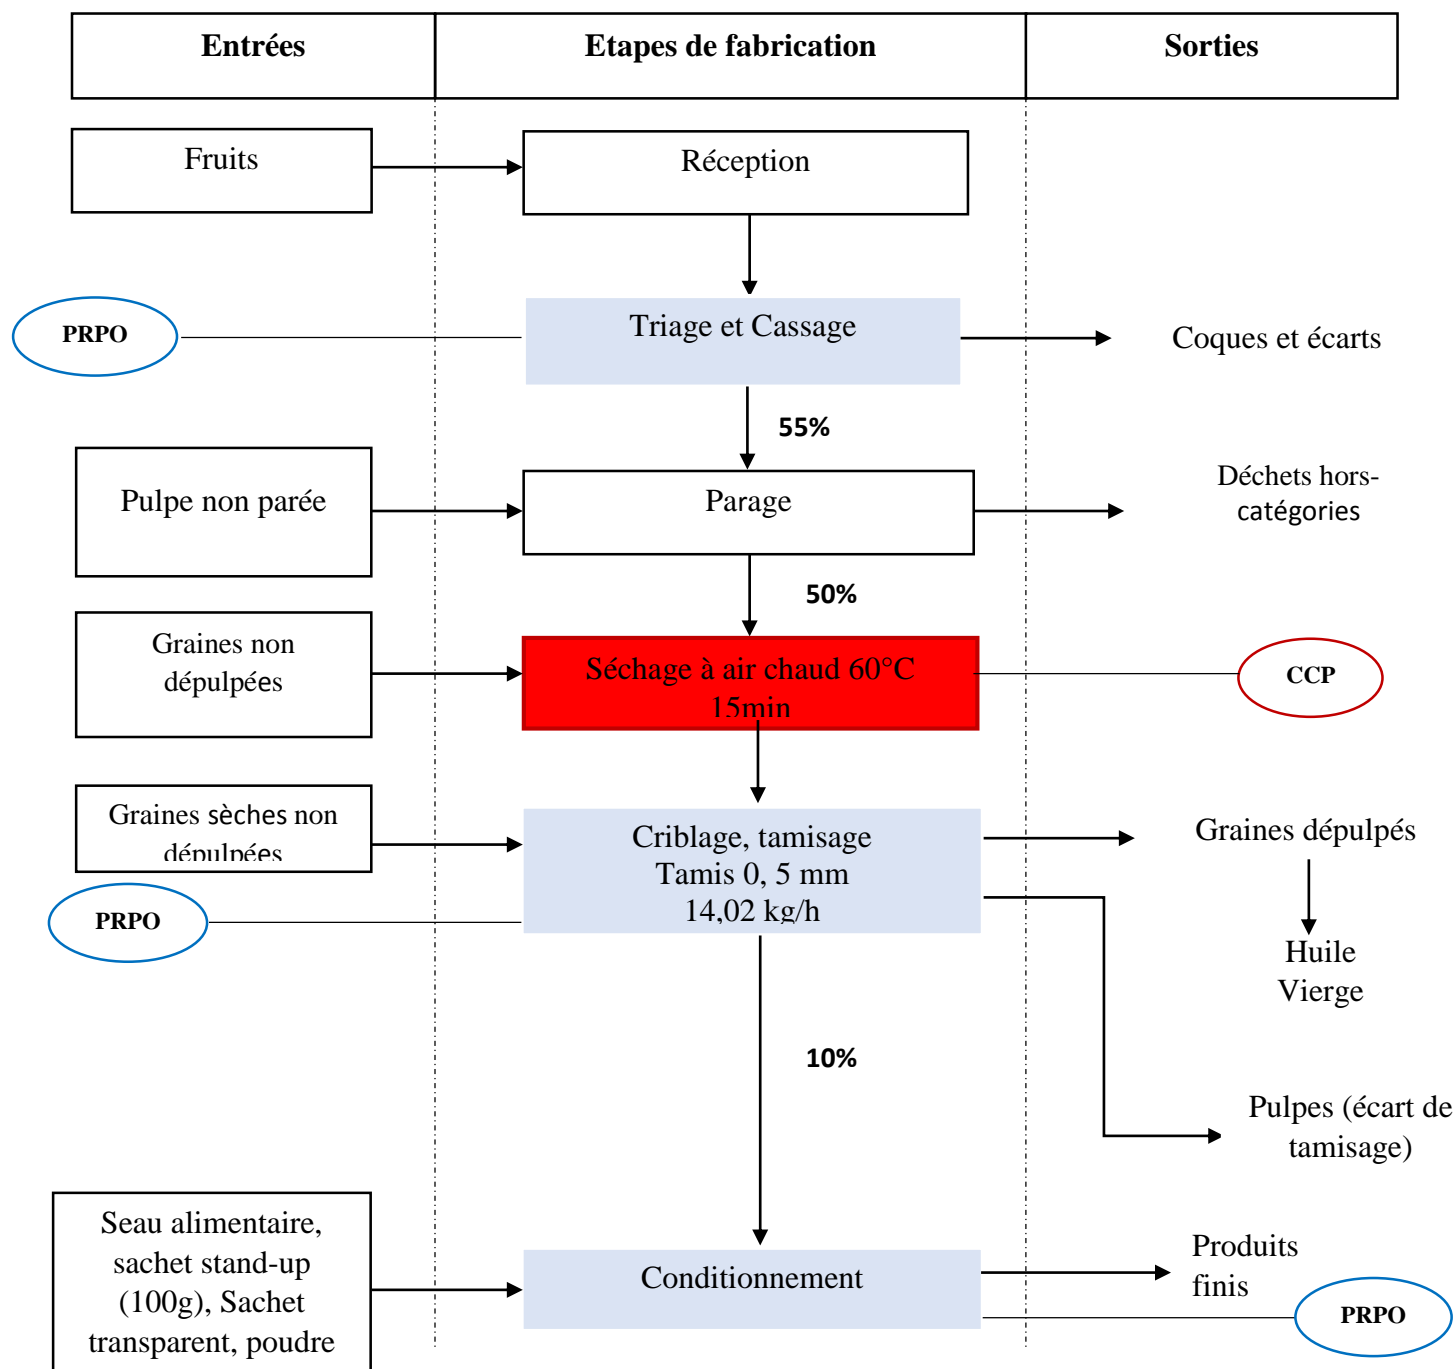 Entrées
Etapes de fabrication
Sorties
Fruits
Réception
PRPO
Triage et Cassage
Coques et écarts
55%
Pulpe non parée
Parage
Déchets hors-
catégories
50%
Graines non
dépulpées
Séchage à air chaud 60°C
15min
CCP
Graines sèches non
dépulpées
Criblage, tamisage
Tamis 0, 5 mm
14,02 kg/h
Graines dépulpés
PRPO
Huile
Vierge
10%
Pulpes (écart de
tamisage)
Seau alimentaire,
sachet stand-up
(100g), Sachet
transparent, poudre
Conditionnement
Produits
finis
PRPO